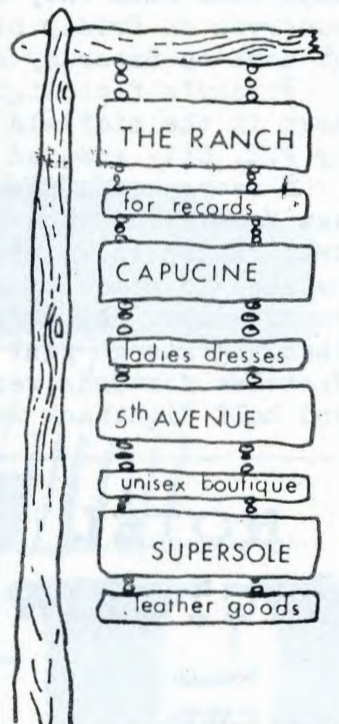 THE RANCH
for records
CAPUCINE
ladies dresses
5th AVENUE
unisex boutique
SUPERSOLE
leather goods